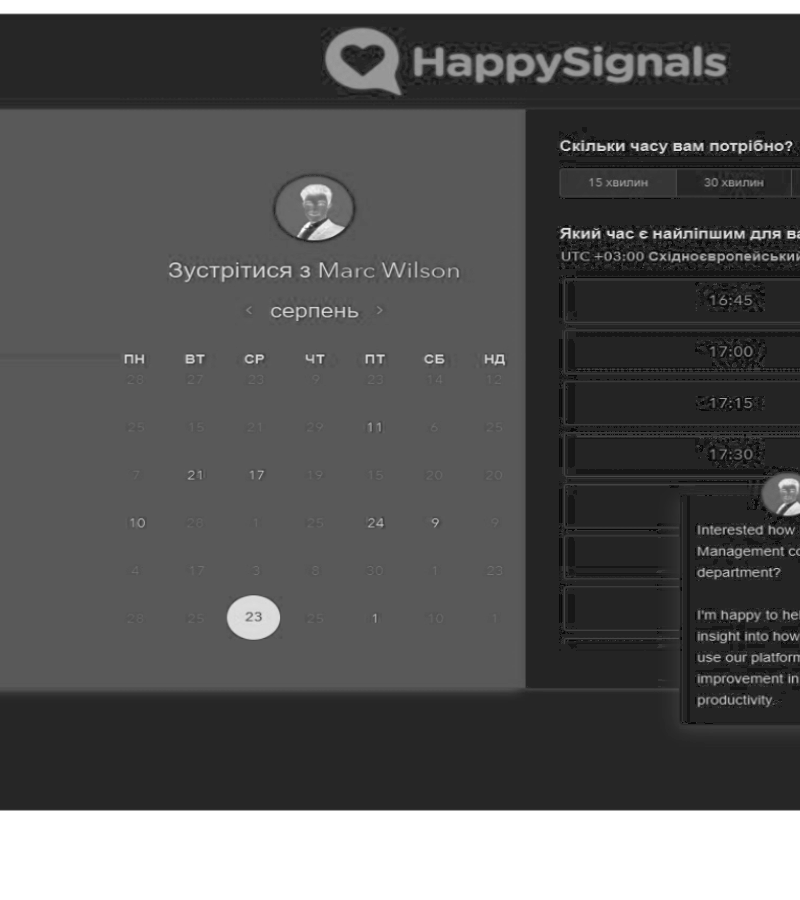 HappySignals
Зустрітися з Marc Wilson
‹ серпень ›
ПН ВТ СР ЧТ ПТ СБ НД
28 27 23 9 23 14 12
25 15 21 29 11 6 25
7 21 17 19 15 20 20
10 20 1 25 24 9 9
4 17 3 8 30 1 23
28 25 23 25 1 10 1
Скільки часу вам потрібно?
15 хвилин 30 хвилин
Який час є найліпшим для ва
UTC +03:00 Східноєвропейський
16:45
17:00
17:15
17:30
Interested how
Management co
department?
I'm happy to hel
insight into how
use our platform
improvement in
productivity.